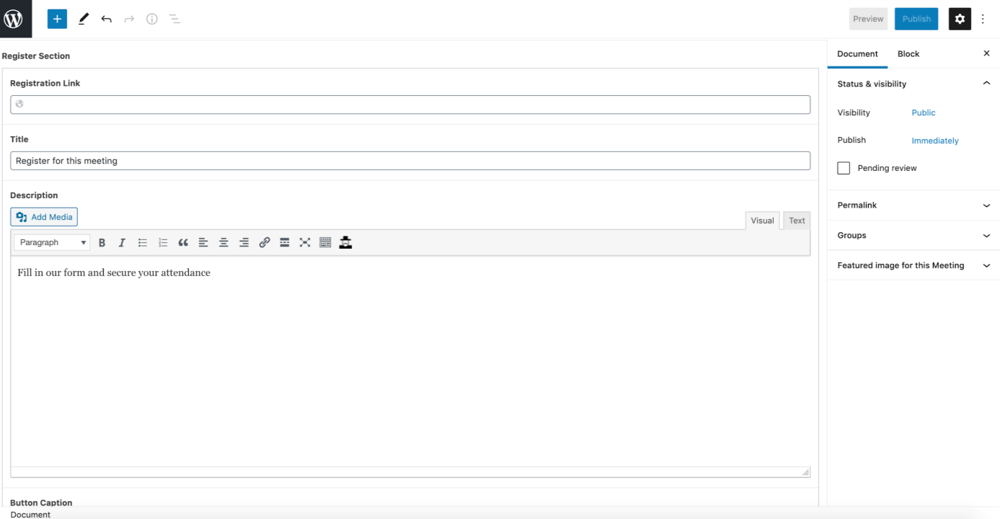 Preview
Publish
Register Section
Registration Link
Title
Register for this meeting
Description
Add Media
Visual
Text
Paragraph
B
I
Fill in our form and secure your attendance
Button Caption
Document
Document
Block
Status & visibility
Visibility
Public
Publish
Immediately
Pending review
Permalink
Groups
Featured image for this Meeting